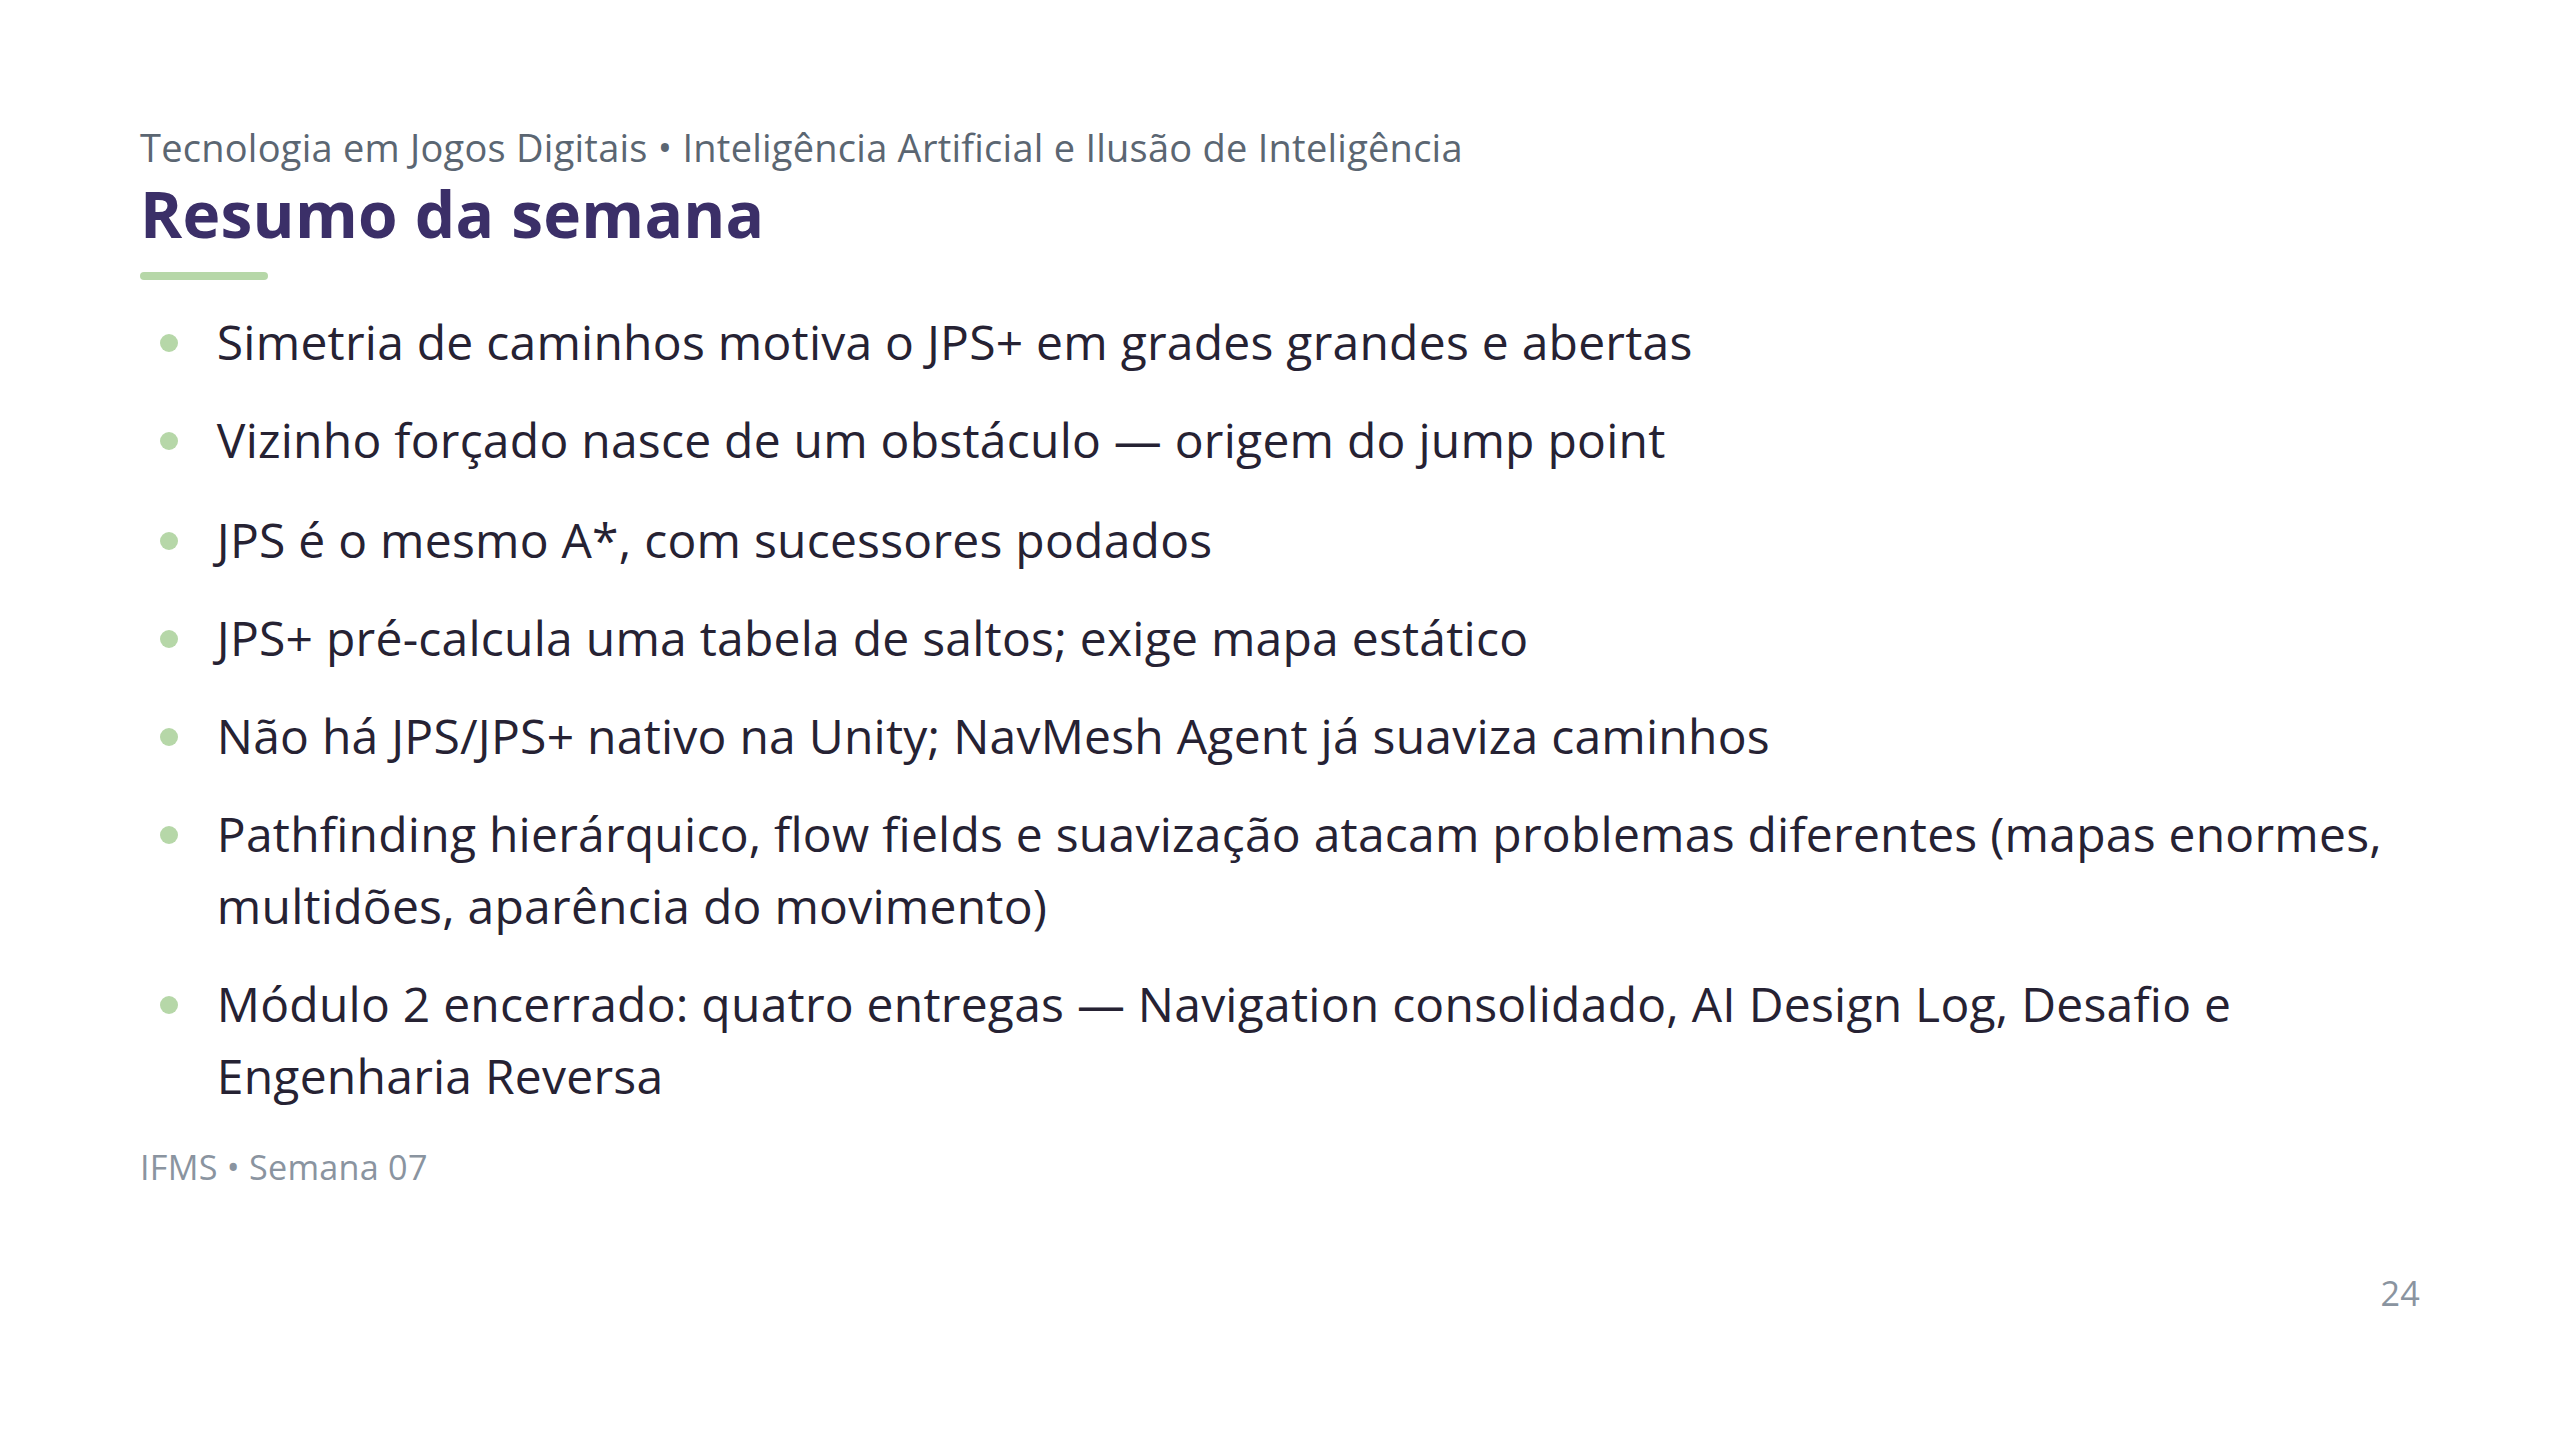 Tecnologia em Jogos Digitais • Inteligência Artificial e Ilusão de Inteligência
Resumo da semana
• Simetria de caminhos motiva o JPS+ em grades grandes e abertas
• Vizinho forçado nasce de um obstáculo — origem do jump point
• JPS é o mesmo A*, com sucessores podados
• JPS+ pré-calcula uma tabela de saltos; exige mapa estático
• Não há JPS/JPS+ nativo na Unity; NavMesh Agent já suaviza caminhos
• Pathfinding hierárquico, flow fields e suavização atacam problemas diferentes (mapas enormes,
multidões, aparência do movimento)
• Módulo 2 encerrado: quatro entregas — Navigation consolidado, AI Design Log, Desafio e
Engenharia Reversa
IFMS • Semana 07
24